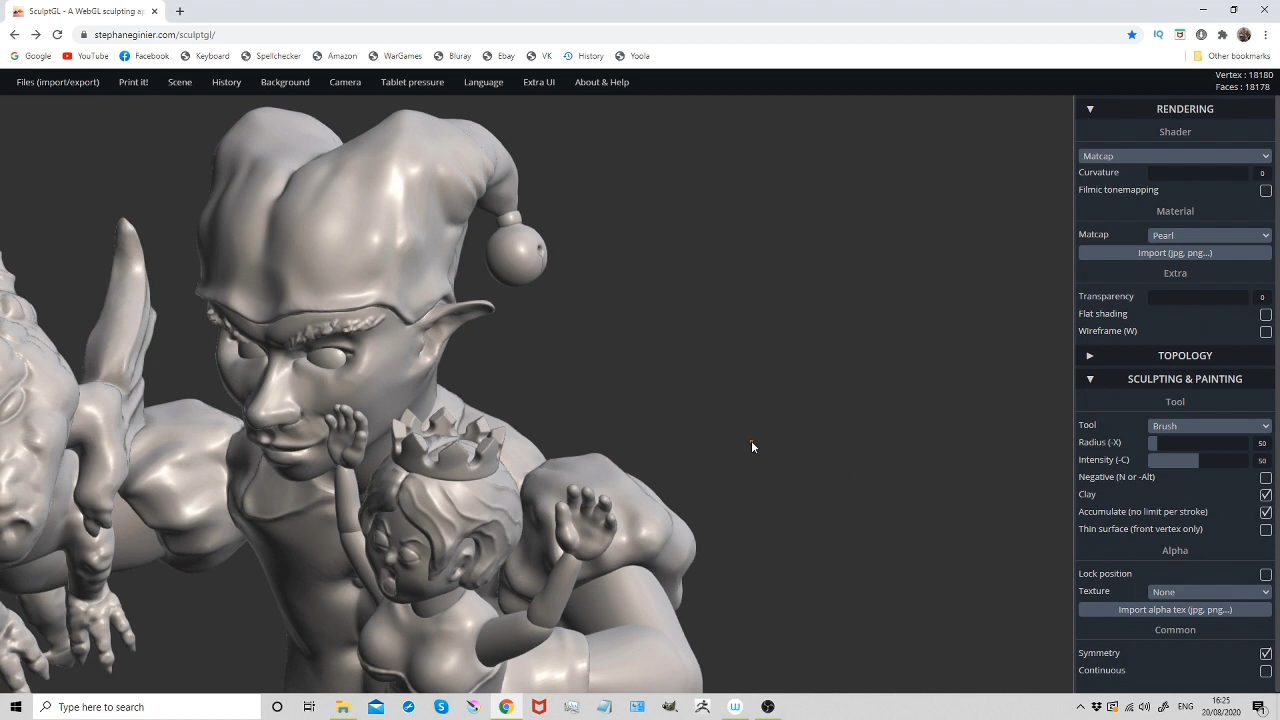 SculptGL - A WebGL sculpting ap
stephaneginier.com/sculptgl/
Google YouTube Facebook Keyboard Spellchecker Amazon WarGames Bluray Ebay VK History Yoola Other bookmarks
Files (import/export) Print it! Scene History Background Camera Tablet pressure Language Extra UI About & Help
Vertex : 18180
Faces : 18178
RENDERING
Shader
Matcap
Curvature 0
Filmic tonemapping
Material
Matcap Pearl
Import (jpg, png...)
Extra
Transparency 0
Flat shading
Wireframe (W)
TOPOLOGY
SCULPTING & PAINTING
Tool
Tool Brush
Radius (-X) 50
Intensity (-C) 50
Negative (N or -Alt)
Clay
Accumulate (no limit per stroke)
Thin surface (front vertex only)
Alpha
Lock position
Texture None
Import alpha tex (jpg, png...)
Common
Symmetry
Continuous
Type here to search
ENG
16:25
20/08/2020
1